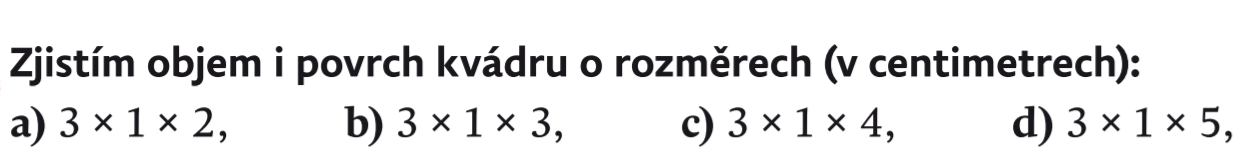 Zjistím objem i povrch kvádru o rozměrech (v centimetrech):
a) 3 × 1 × 2, b) 3 × 1 × 3, c) 3 × 1 × 4, d) 3 × 1 × 5,